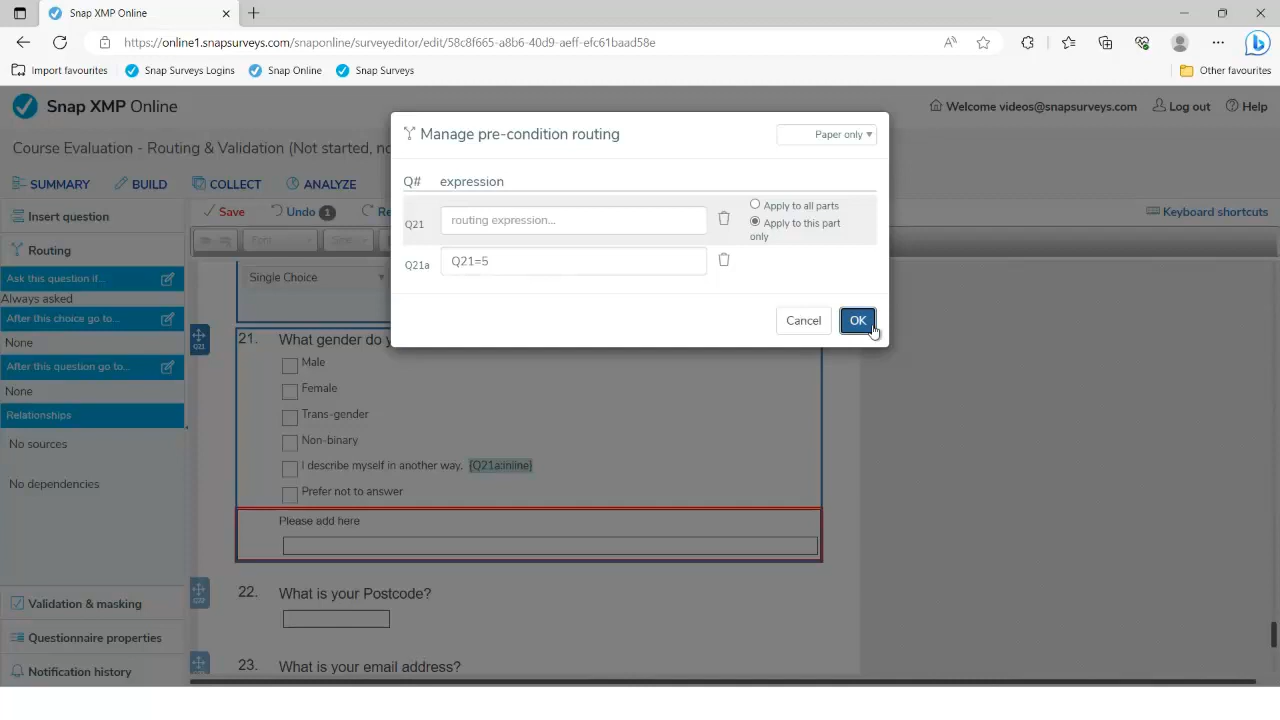 Snap XMP Online
https://online1.snapsurveys.com/snaponline/surveyeditor/edit/58c8f665-a8b6-40d9-aeff-efc61baad58e
Import favourites
Snap Surveys Logins
Snap Online
Snap Surveys
Other favourites
Snap XMP Online
Welcome videos@snapsurveys.com
Log out
Help
Course Evaluation - Routing & Validation (Not started, no
SUMMARY
BUILD
COLLECT
ANALYZE
Insert question
Save
Undo 1
Re
Keyboard shortcuts
Font
Size
Routing
Ask this question if...
Always asked
After this choice go to...
None
After this question go to...
None
Relationships
No sources
No dependencies
Validation & masking
Questionnaire properties
Notification history
Manage pre-condition routing
Paper only
Q# expression
Q21 routing expression...
Apply to all parts
Apply to this part
only
Q21a Q21=5
Cancel
OK
Single Choice
Q21
21. What gender do y
Male
Female
Trans-gender
Non-binary
I describe myself in another way, {Q21a:inline}
Prefer not to answer
Please add here
Q22
22. What is your Postcode?
23. What is your email address?